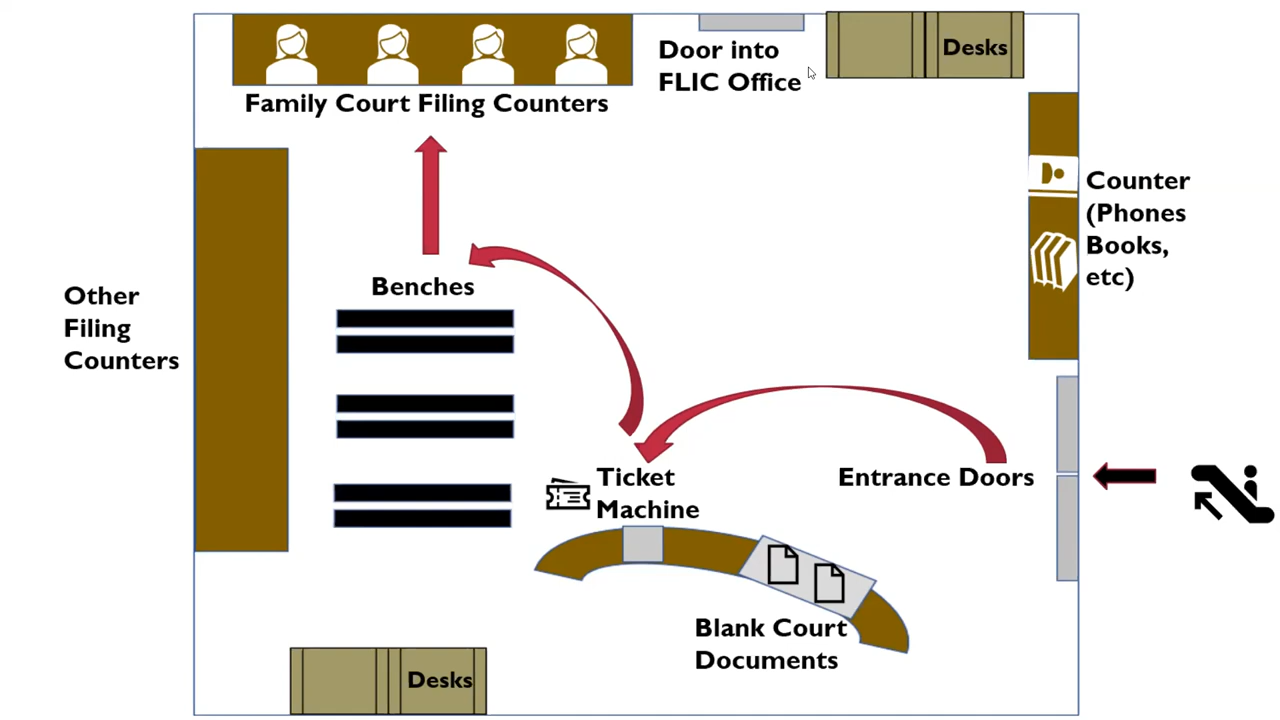 Door into
FLIC Office
Desks
Family Court Filing Counters
Counter
(Phones
Books,
etc)
Benches
Other
Filing
Counters
Ticket
Machine
Entrance Doors
Blank Court
Documents
Desks